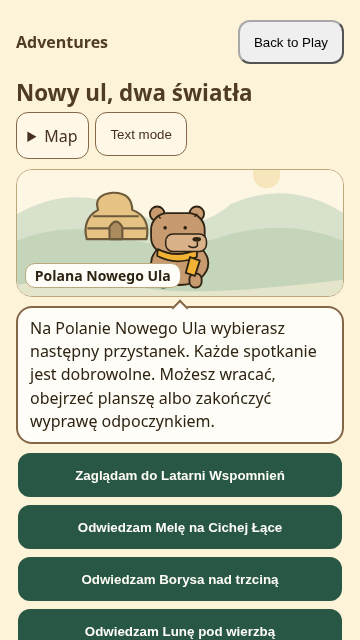 Adventures
Back to Play
Nowy ul, dwa światła
Map
Text mode
Polana Nowego Ula
Na Polanie Nowego Ula wybierasz
następny przystanek. Każde spotkanie
jest dobrowolne. Możesz wracać,
obejrzeć planszę albo zakończyć
wyprawę odpoczynkiem.
Zaglądam do Latarni Wspomnień
Odwiedzam Melę na Cichej Łące
Odwiedzam Borysa nad trzciną
Odwiedzam Lunę pod wierzbą